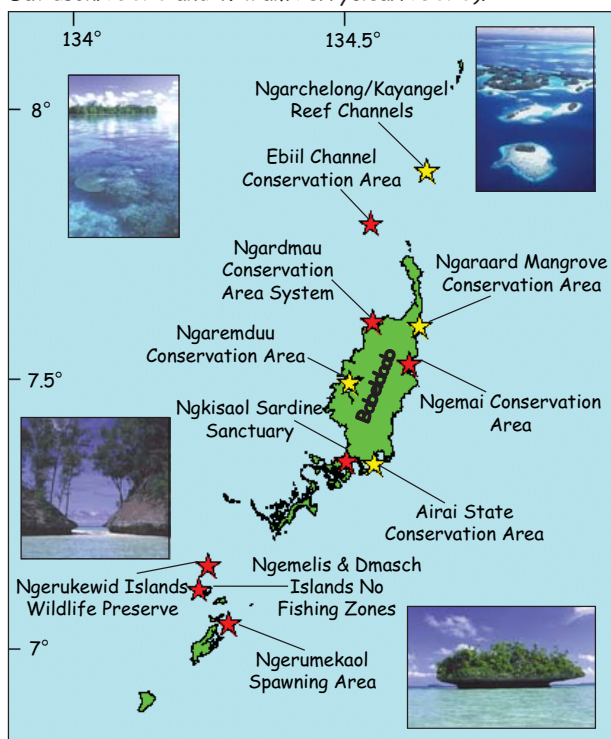 134°
134.5°
8°
7.5°
7°
Ngarchelong/Kayangel
Reef Channels
Ebiil Channel
Conservation Area
Ngardmau
Conservation
Area System
Ngaraard Mangrove
Conservation Area
Ngaremduu
Conservation Area
Babeldaob
Ngemai Conservation
Area
Ngkisaol Sardine
Sanctuary
Airai State
Conservation Area
Ngerukewid Islands
Wildlife Preserve
Ngemelis & Dmasch
Islands No
Fishing Zones
Ngerumekaol
Spawning Area